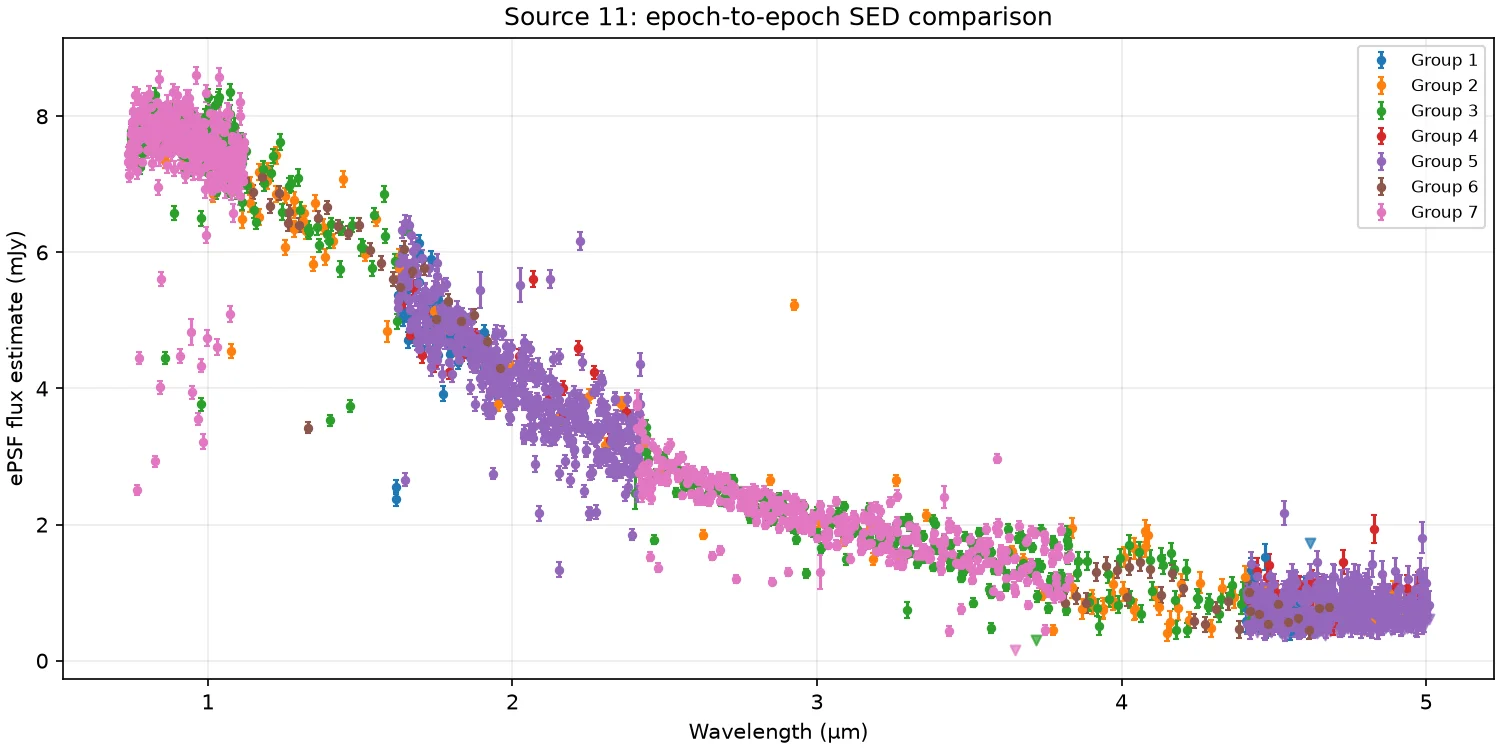 Source 11: epoch-to-epoch SED comparison
ePSF flux estimate (mJy)
8
6
4
2
0
Group 1
Group 2
Group 3
Group 4
Group 5
Group 6
Group 7
1 2 3 4 5
Wavelength (μm)